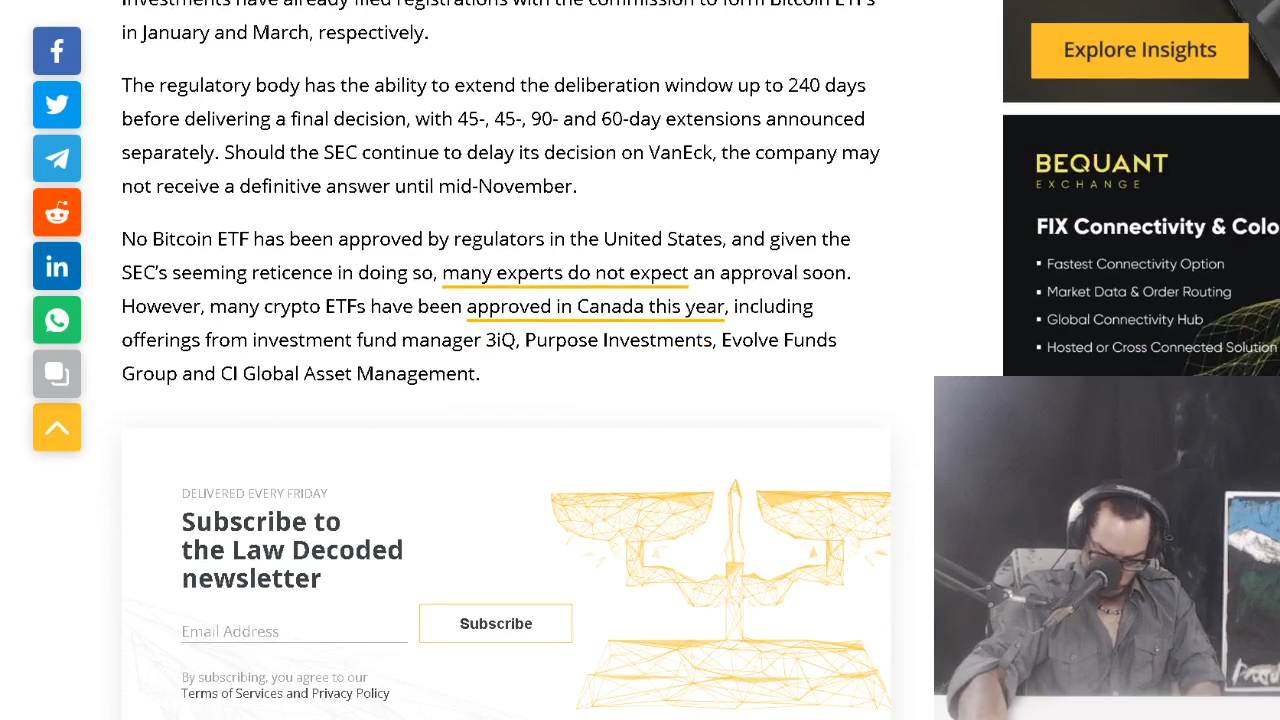 Investments have already filed registrations with the commission to form Bitcoin ETFs
in January and March, respectively.
The regulatory body has the ability to extend the deliberation window up to 240 days
before delivering a final decision, with 45-, 45-, 90- and 60-day extensions announced
separately. Should the SEC continue to delay its decision on VanEck, the company may
not receive a definitive answer until mid-November.
No Bitcoin ETF has been approved by regulators in the United States, and given the
SEC’s seeming reticence in doing so, many experts do not expect an approval soon.
However, many crypto ETFs have been approved in Canada this year, including
offerings from investment fund manager 3iQ, Purpose Investments, Evolve Funds
Group and CI Global Asset Management.
DELIVERED EVERY FRIDAY
Subscribe to
the Law Decoded
newsletter
Email Address
Subscribe
By subscribing, you agree to our
Terms of Services and Privacy Policy
Explore Insights
BEQUANT
EXCHANGE
FIX Connectivity & Colo
▪ Fastest Connectivity Option
▪ Market Data & Order Routing
▪ Global Connectivity Hub
▪ Hosted or Cross Connected Solution